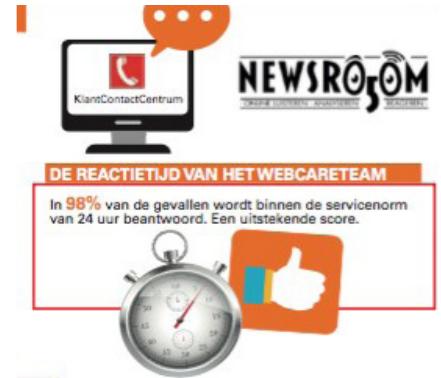 KlantContactCentrum
NEWSROOM
DE REACTIETIJD VAN HET WEBCARETEAM
In 98% van de gevallen wordt binnen de servicenorm
van 24 uur beantwoord. Een uitstekende score.